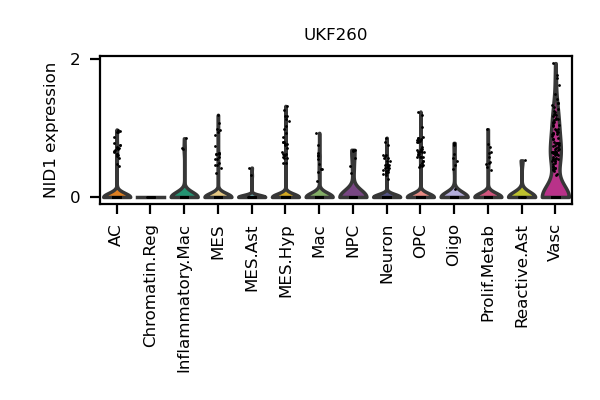 UKF260
NID1 expression
2
0
AC
Chromatin.Reg
Inflammatory.Mac
MES
MES.Ast
MES.Hyp
Mac
NPC
Neuron
OPC
Oligo
Prolif.Metab
Reactive.Ast
Vasc